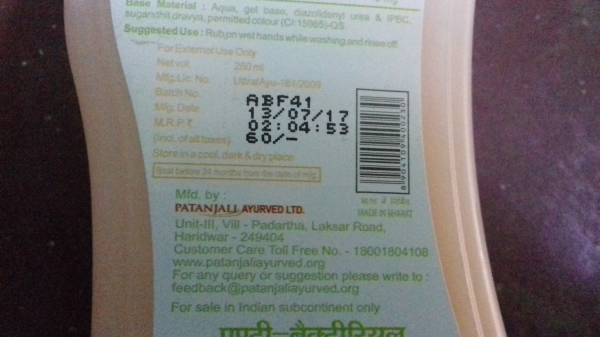 Base Material : Aqua, gel base, diazolidenyl urea & IPBC,
sugandhit dravya, permitted colour (CI:15985)-QS.
Suggested Use: Rub on wet hands while washing and rinse off.
For External Use Only
Net vol. : 250 ml
Mfg. Lic. No. : Uttra/Ayu-184/2009
Batch No. ABF41
Mfg. Date 13/07/17
02:04:53
M.R.P. ₹ 60/-
(incl. of all taxes)
Store in a cool, dark & dry place
Best before 24 months from the date of mfg.
MADE IN BHARAT
Mfd. by :
PATANJALI AYURVED LTD.
Unit-III, Vill - Padartha, Laksar Road,
Haridwar - 249404
Customer Care Toll Free No. - 18001804108
www.patanjaliayurved.org
For any query or suggestion please write to :
feedback@patanjaliayurved.org
For sale in Indian subcontinent only
एण्टी-बैक्टीरियल